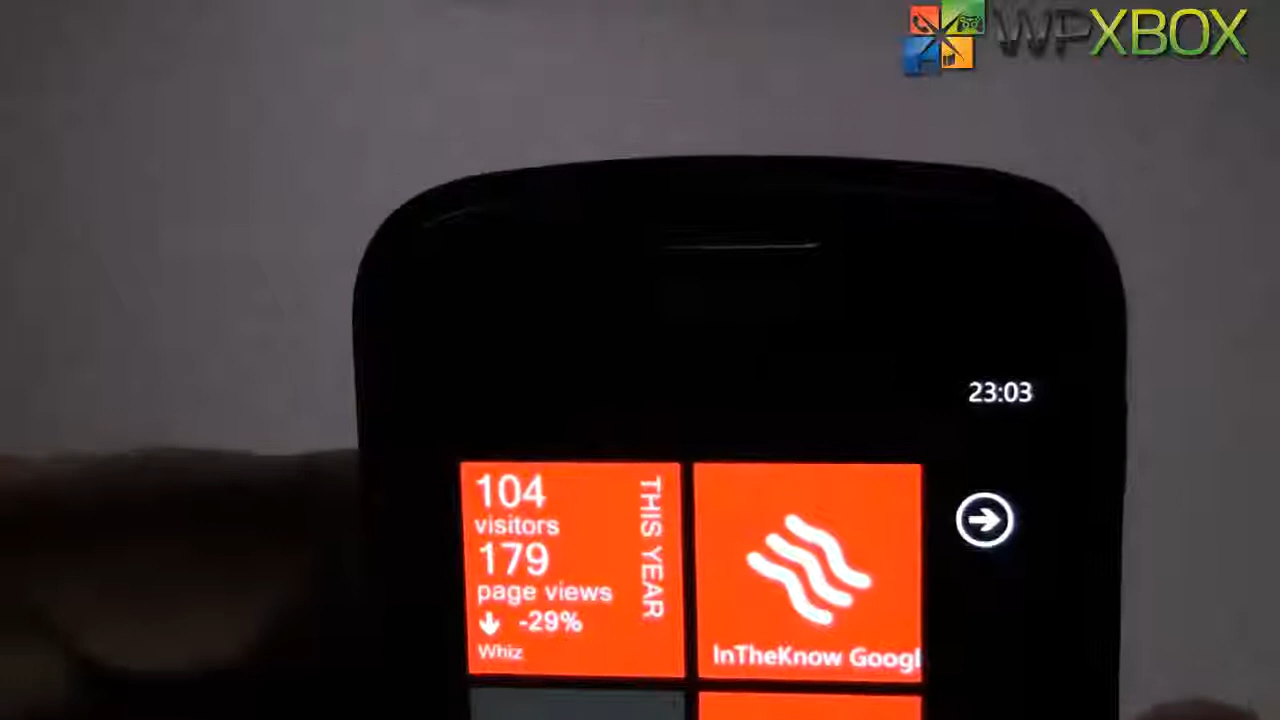 WPXBOX
23:03
104
visitors
179
page views
-29%
Whiz
THIS YEAR
InTheKnow Googl